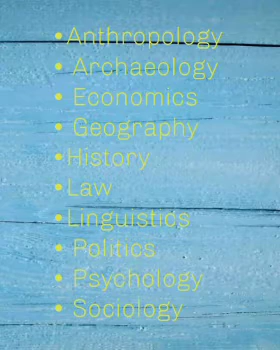 •Anthropology
• Archaeology
• Economics
• Geography
•History
•Law
•Linguistics
• Politics
• Psychology
• Sociology